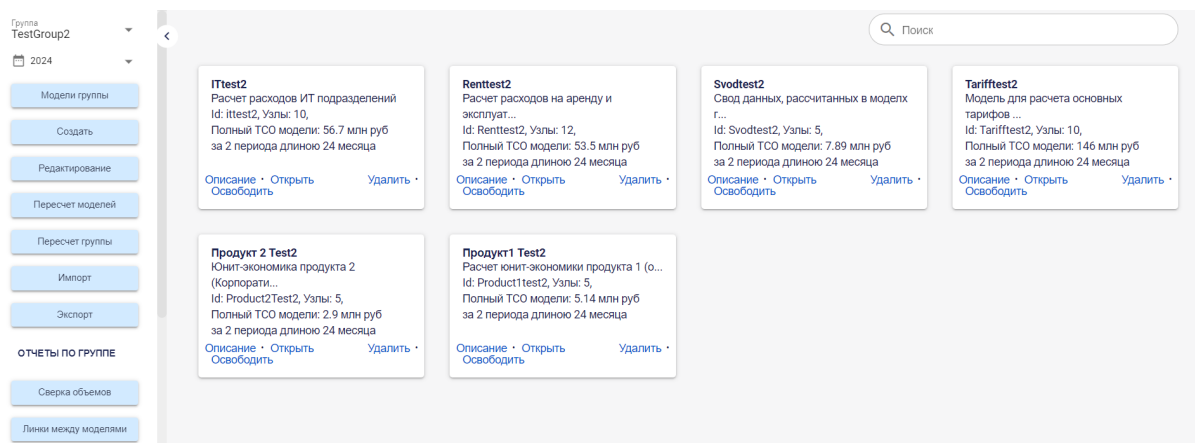 Группа
TestGroup2
2024
Модели группы
Создать
Редактирование
Пересчет моделей
Пересчет группы
Импорт
Экспорт
ОТЧЕТЫ ПО ГРУППЕ
Сверка объемов
Линки между моделями
Поиск
ITtest2
Расчет расходов ИТ подразделений
Id: ittest2, Узлы: 10,
Полный ТСО модели: 56.7 млн руб
за 2 периода длиною 24 месяца
Описание · Открыть Удалить ·
Освободить
Renttest2
Расчет расходов на аренду и
эксплуат...
Id: Renttest2, Узлы: 12,
Полный ТСО модели: 53.5 млн руб
за 2 периода длиною 24 месяца
Описание · Открыть Удалить ·
Освободить
Svodtest2
Свод данных, рассчитанных в моделх
г...
Id: Svodtest2, Узлы: 5,
Полный ТСО модели: 7.89 млн руб
за 2 периода длиною 24 месяца
Описание · Открыть Удалить ·
Освободить
Tarifftest2
Модель для расчета основных
тарифов ...
Id: Tarifftest2, Узлы: 10,
Полный ТСО модели: 146 млн руб
за 2 периода длиною 24 месяца
Описание · Открыть Удалить ·
Освободить
Продукт 2 Test2
Юнит-экономика продукта 2
(Корпорати...
Id: Product2Test2, Узлы: 5,
Полный ТСО модели: 2.9 млн руб
за 2 периода длиною 24 месяца
Описание · Открыть Удалить ·
Освободить
Продукт1 Test2
Расчет юнит-экономики продукта 1 (о...
Id: Product1test2, Узлы: 5,
Полный ТСО модели: 5.14 млн руб
за 2 периода длиною 24 месяца
Описание · Открыть Удалить ·
Освободить